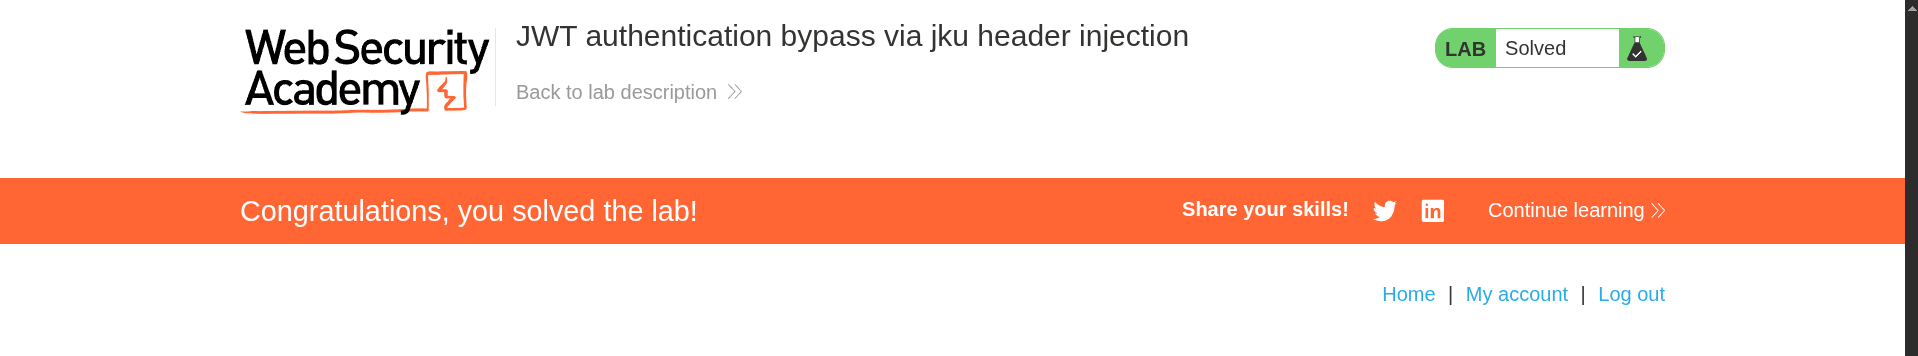 Web Security
Academy
JWT authentication bypass via jku header injection
Back to lab description
LAB Solved
Congratulations, you solved the lab!
Share your skills!
Continue learning
Home | My account | Log out